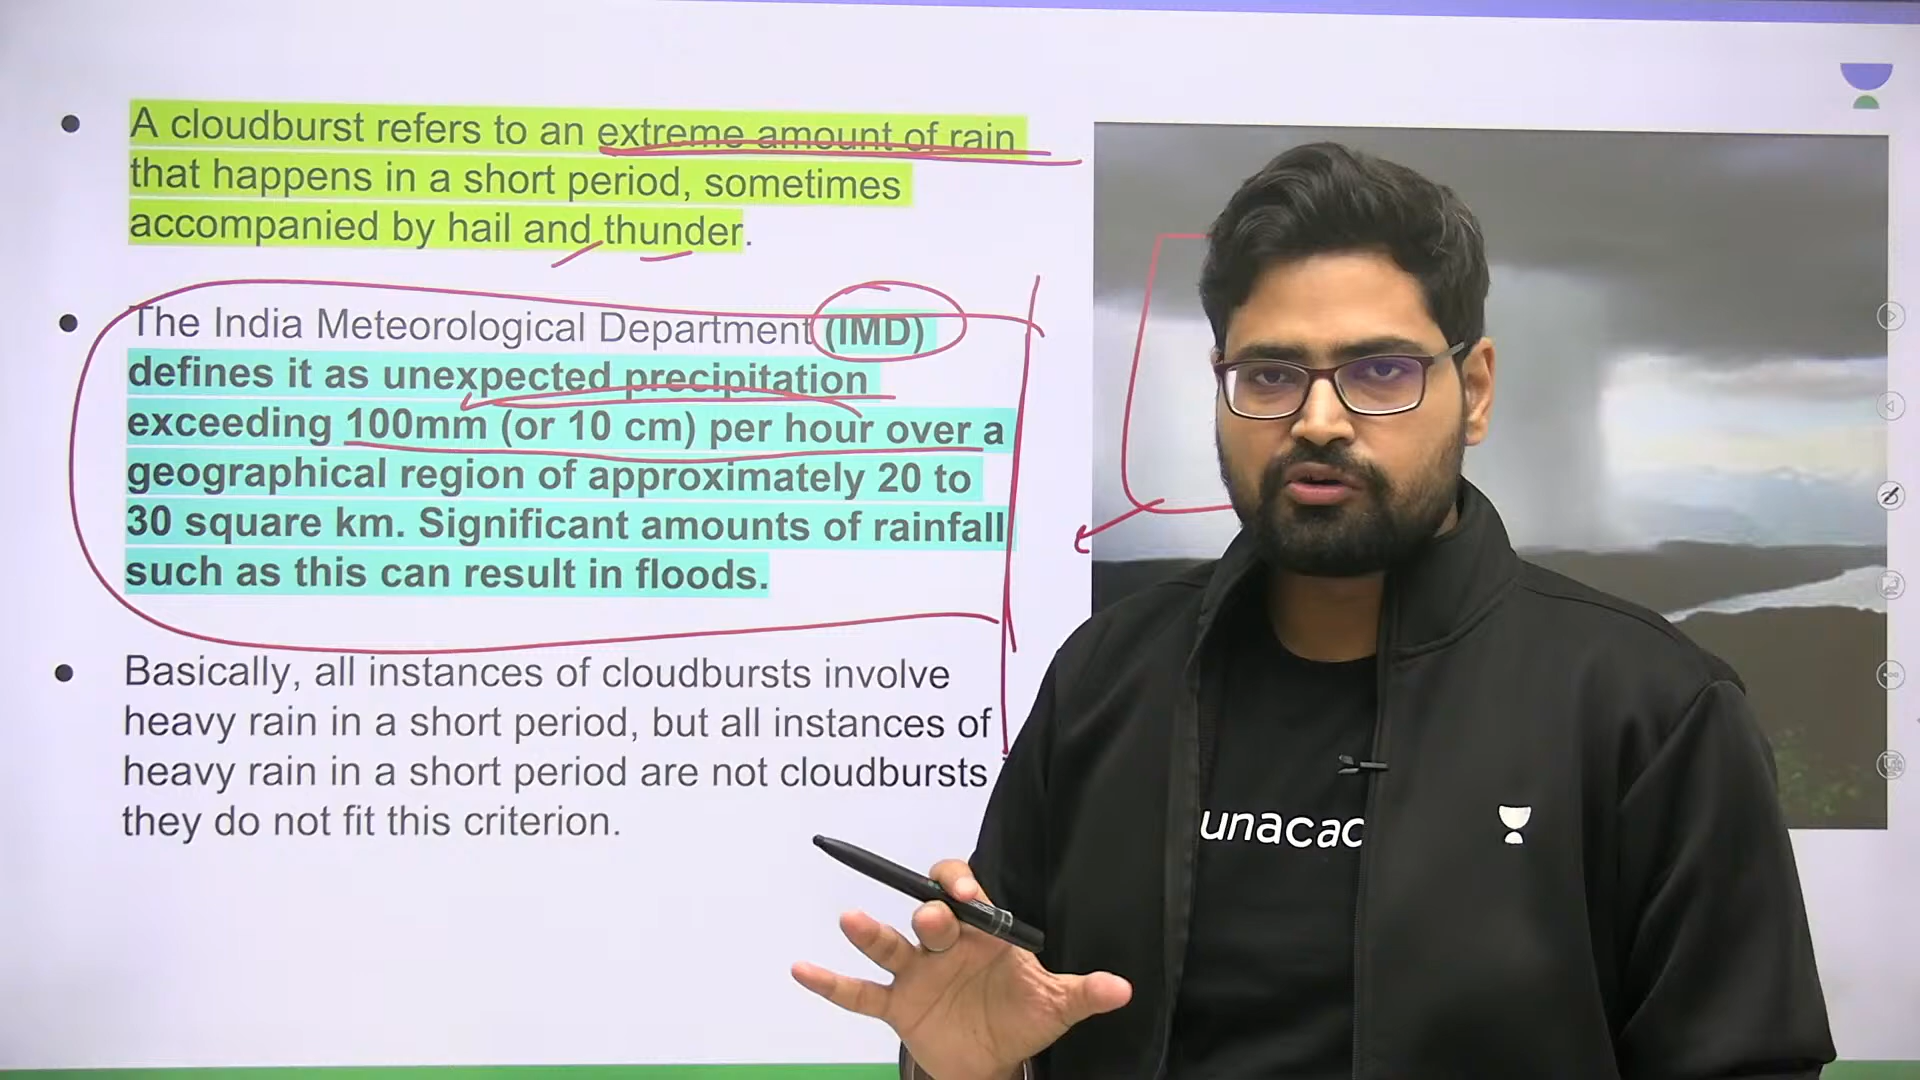 A cloudburst refers to an extreme amount of rain
that happens in a short period, sometimes
accompanied by hail and thunder.
The India Meteorological Department (IMD)
defines it as unexpected precipitation
exceeding 100mm (or 10 cm) per hour over a
geographical region of approximately 20 to
30 square km. Significant amounts of rainfall
such as this can result in floods.
Basically, all instances of cloudbursts involve
heavy rain in a short period, but all instances of
heavy rain in a short period are not cloudbursts
they do not fit this criterion.
unacac